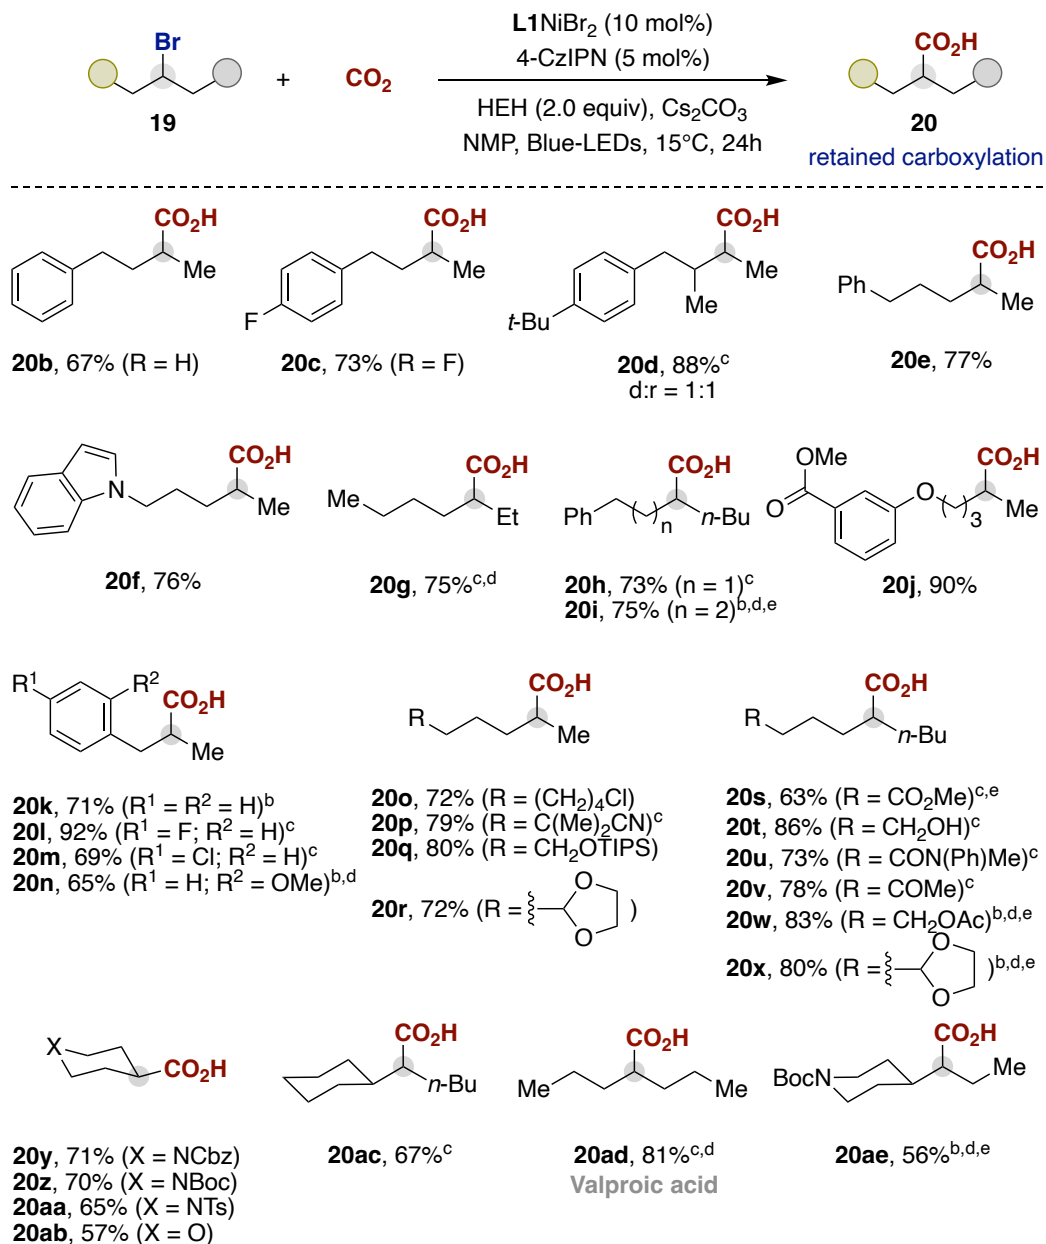 Br
CO₂
19
L1NiBr₂ (10 mol%)
4-CzIPN (5 mol%)
HEH (2.0 equiv), Cs₂CO₃
NMP, Blue-LEDs, 15°C, 24h
+
CO₂H
20
retained carboxylation
CO₂H
Me
20b, 67% (R = H)
CO₂H
Me
F
20c, 73% (R = F)
CO₂H
Me
Me
t-Bu
20d, 88%ᶜ
d:r = 1:1
CO₂H
Ph
Me
20e, 77%
CO₂H
N
Me
20f, 76%
CO₂H
Me
Et
20g, 75%ᶜ,ᵈ
CO₂H
Ph
n
n-Bu
20h, 73% (n = 1)ᶜ
20i, 75% (n = 2)ᵇ,ᵈ,ᵉ
OMe
O
O
3
CO₂H
Me
20j, 90%
R¹
R²
CO₂H
Me
20k, 71% (R¹ = R² = H)ᵇ
20l, 92% (R¹ = F; R² = H)ᶜ
20m, 69% (R¹ = Cl; R² = H)ᶜ
20n, 65% (R¹ = H; R² = OMe)ᵇ,ᵈ
CO₂H
R
Me
20o, 72% (R = (CH₂)₄Cl)
20p, 79% (R = C(Me)₂CN)ᶜ
20q, 80% (R = CH₂OTIPS)
O
20r, 72% (R = )
O
CO₂H
R
n-Bu
20s, 63% (R = CO₂Me)ᶜ,ᵉ
20t, 86% (R = CH₂OH)ᶜ
20u, 73% (R = CON(Ph)Me)ᶜ
20v, 78% (R = COMe)ᶜ
20w, 83% (R = CH₂OAc)ᵇ,ᵈ,ᵉ
O
20x, 80% (R = )ᵇ,ᵈ,ᵉ
O
X
CO₂H
20y, 71% (X = NCbz)
20z, 70% (X = NBoc)
20aa, 65% (X = NTs)
20ab, 57% (X = O)
CO₂H
n-Bu
20ac, 67%ᶜ
CO₂H
Me
Me
20ad, 81%ᶜ,ᵈ
Valproic acid
CO₂H
BocN
Me
20ae, 56%ᵇ,ᵈ,ᵉ